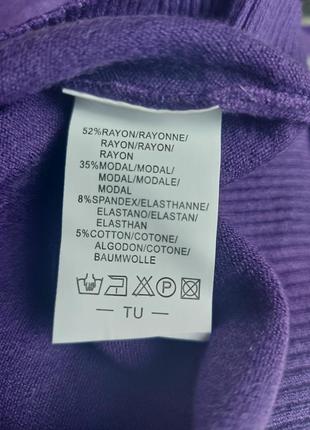 52%RAYON/RAYONNE/
RAYON/RAYON/
RAYON
35%MODAL/MODAL/
MODAL/MODALE/
MODAL
8%SPANDEX/ELASTHANNE/
ELASTANO/ELASTAN/
ELASTHAN
5%COTTON/COTONE/
ALGODON/COTONE/
BAUMWOLLE
P
— TU —